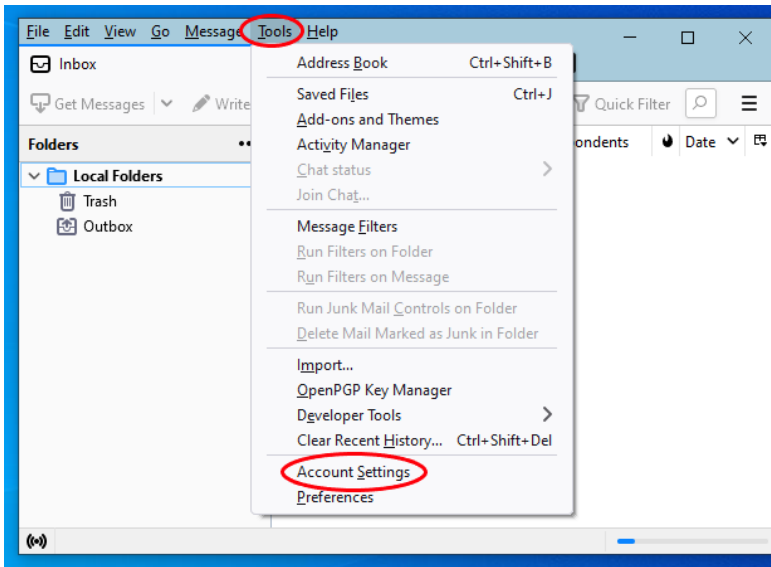 File Edit View Go Message Tools Help
Inbox
Get Messages Write
Quick Filter
Folders
ondents Date
Local Folders
Trash
Outbox
Address Book Ctrl+Shift+B
Saved Files Ctrl+J
Add-ons and Themes
Activity Manager
Chat status
Join Chat...
Message Filters
Run Filters on Folder
Run Filters on Message
Run Junk Mail Controls on Folder
Delete Mail Marked as Junk in Folder
Import...
OpenPGP Key Manager
Developer Tools
Clear Recent History... Ctrl+Shift+Del
Account Settings
Preferences